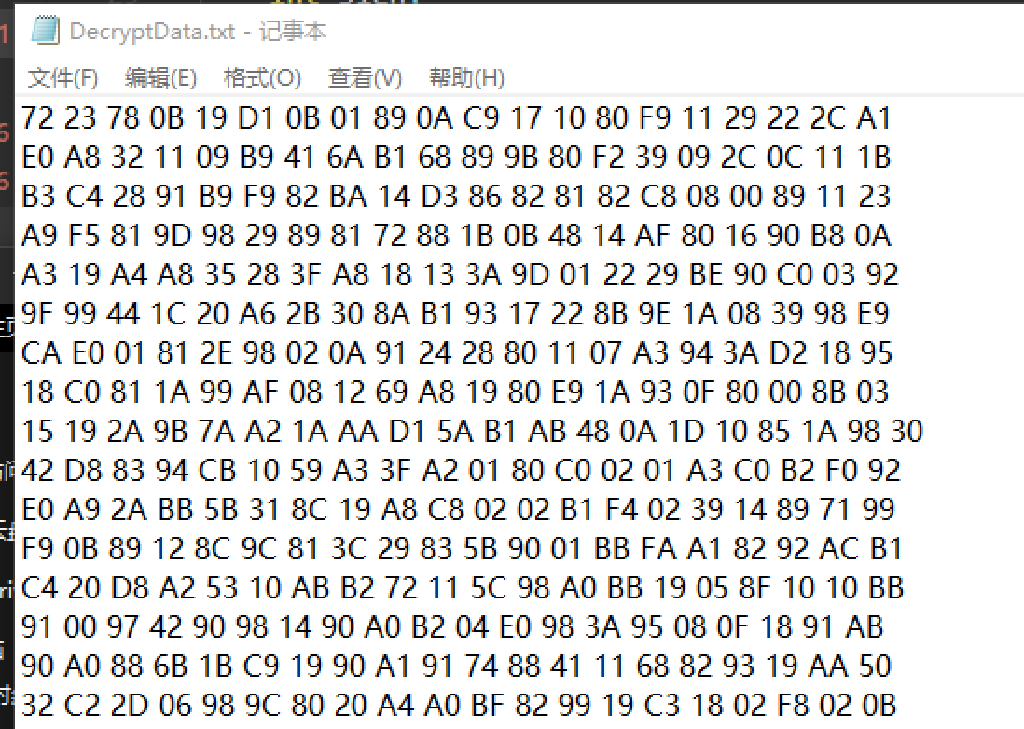 DecryptData.txt - 记事本
文件(F) 编辑(E) 格式(O) 查看(V) 帮助(H)
72 23 78 0B 19 D1 0B 01 89 0A C9 17 10 80 F9 11 29 22 2C A1
E0 A8 32 11 09 B9 41 6A B1 68 89 9B 80 F2 39 09 2C 0C 11 1B
B3 C4 28 91 B9 F9 82 BA 14 D3 86 82 81 82 C8 08 00 89 11 23
A9 F5 81 9D 98 29 89 81 72 88 1B 0B 48 14 AF 80 16 90 B8 0A
A3 19 A4 A8 35 28 3F A8 18 13 3A 9D 01 22 29 BE 90 C0 03 92
9F 99 44 1C 20 A6 2B 30 8A B1 93 17 22 8B 9E 1A 08 39 98 E9
CA E0 01 81 2E 98 02 0A 91 24 28 80 11 07 A3 94 3A D2 18 95
18 C0 81 1A 99 AF 08 12 69 A8 19 80 E9 1A 93 0F 80 00 8B 03
15 19 2A 9B 7A A2 1A AA D1 5A B1 AB 48 0A 1D 10 85 1A 98 30
42 D8 83 94 CB 10 59 A3 3F A2 01 80 C0 02 01 A3 C0 B2 F0 92
E0 A9 2A BB 5B 31 8C 19 A8 C8 02 02 B1 F4 02 39 14 89 71 99
F9 0B 89 12 8C 9C 81 3C 29 83 5B 90 01 BB FA A1 82 92 AC B1
C4 20 D8 A2 53 10 AB B2 72 11 5C 98 A0 BB 19 05 8F 10 10 BB
91 00 97 42 90 98 14 90 A0 B2 04 E0 98 3A 95 08 0F 18 91 AB
90 A0 88 6B 1B C9 19 90 A1 91 74 88 41 11 68 82 93 19 AA 50
32 C2 2D 06 98 9C 80 20 A4 A0 BF 82 99 19 C3 18 02 F8 02 0B